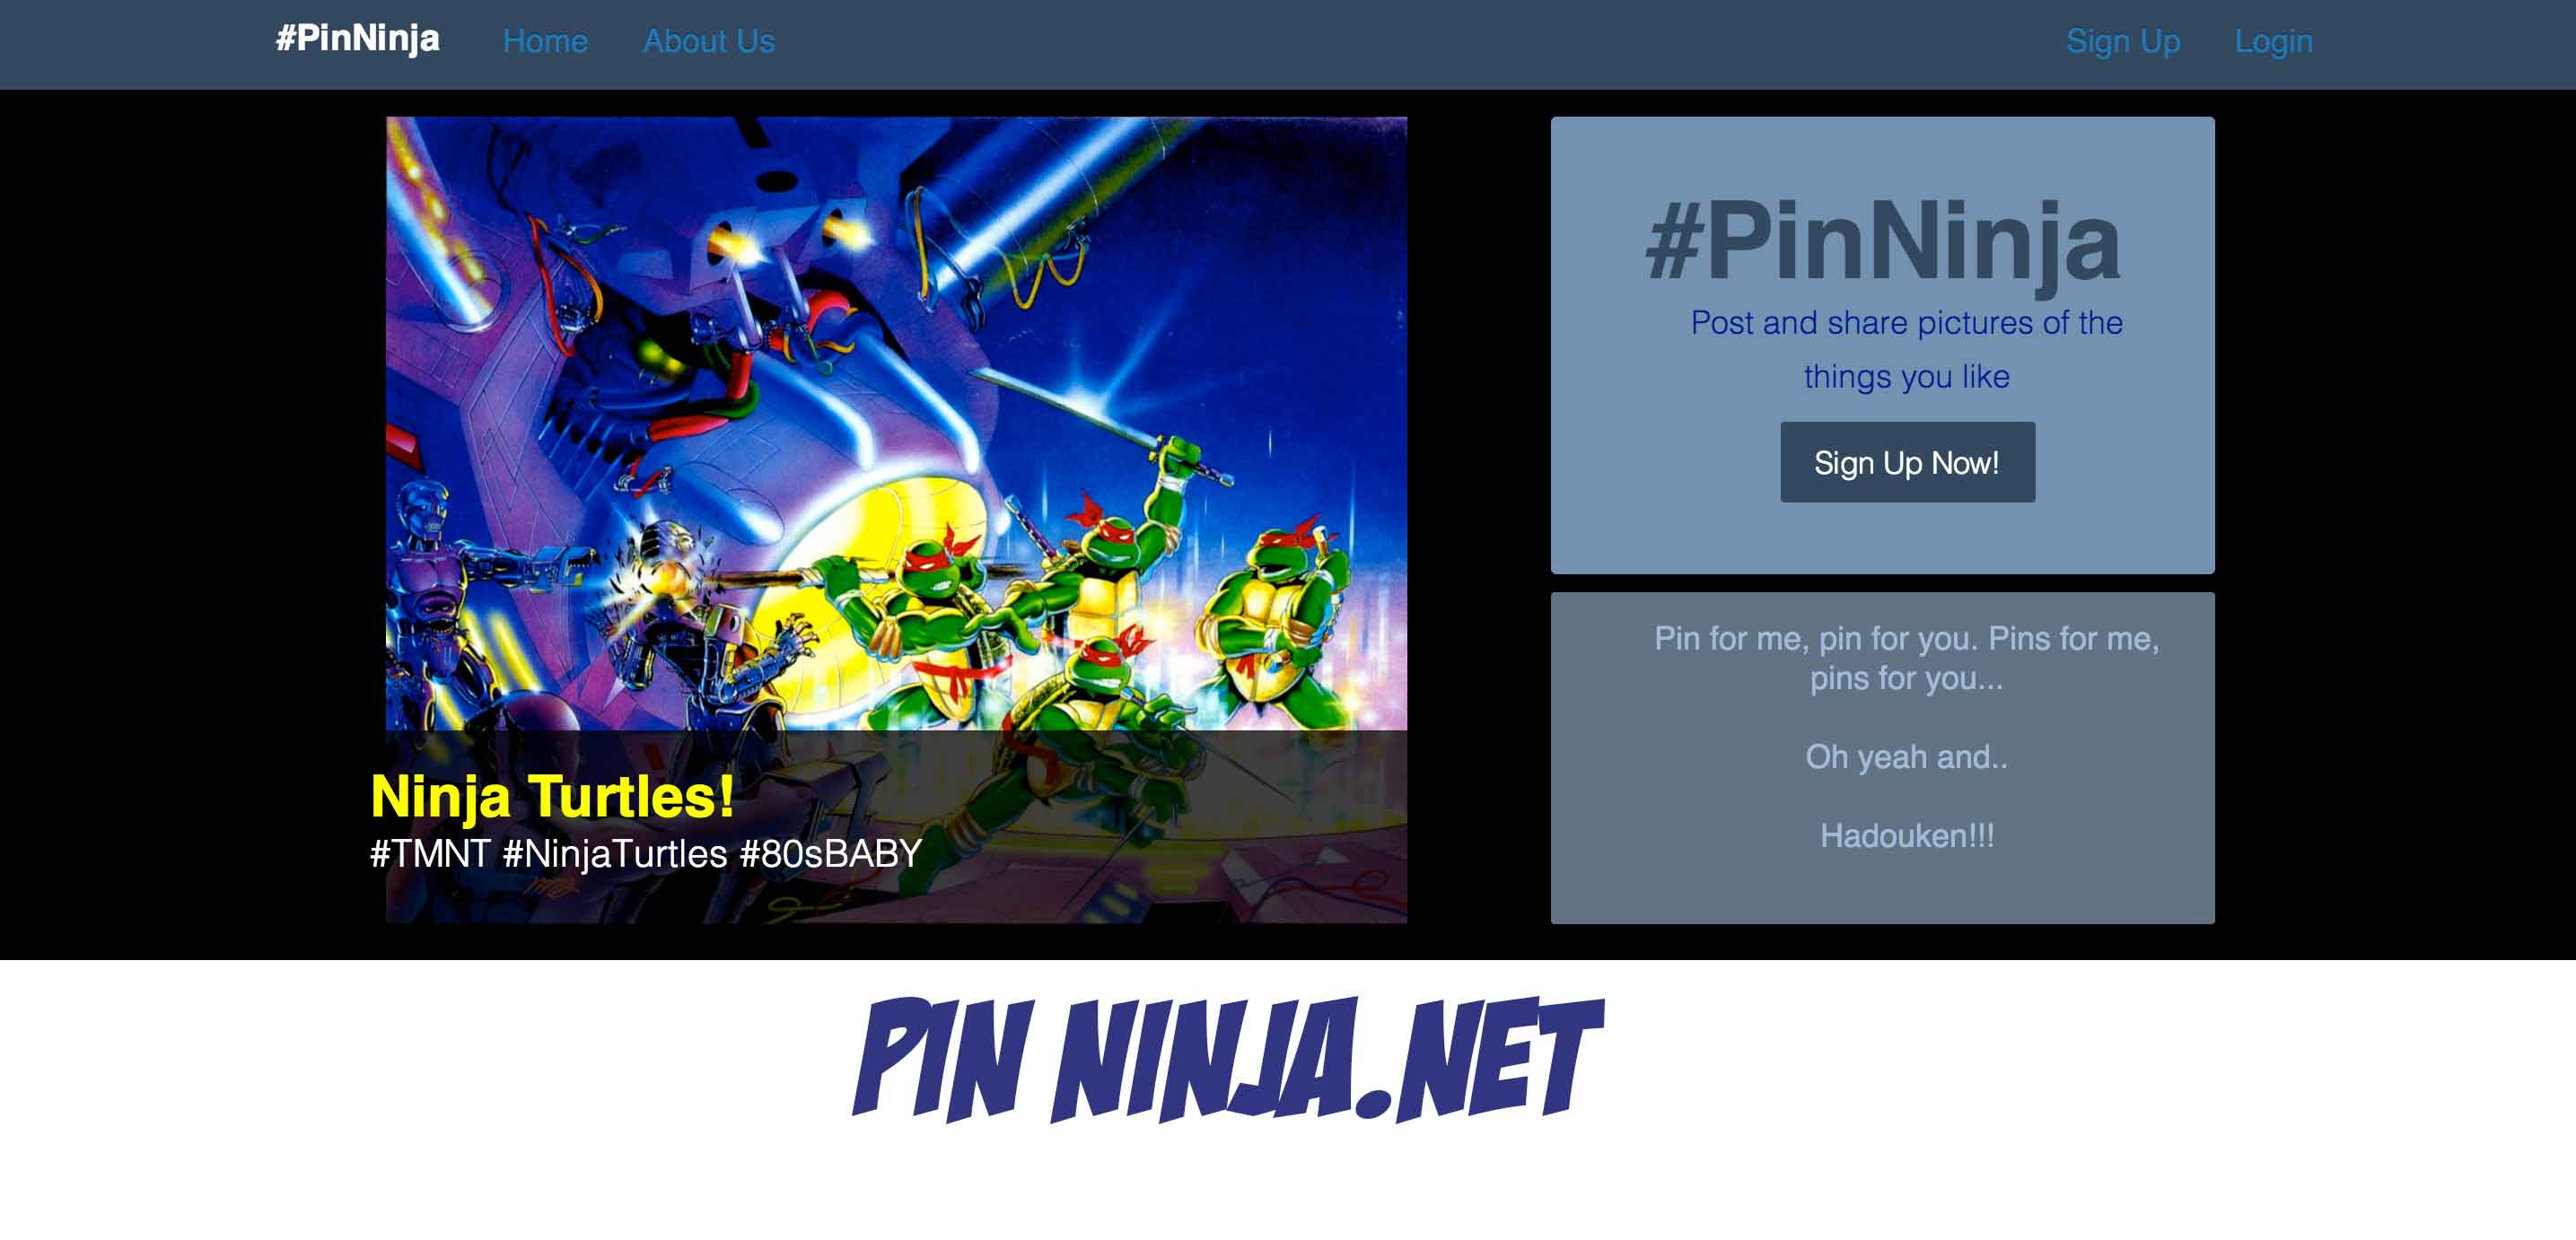 #PinNinja Home About Us Sign Up Login
Ninja Turtles!
#TMNT #NinjaTurtles #80sBABY
#PinNinja
Post and share pictures of the
things you like
Sign Up Now!
Pin for me, pin for you. Pins for me,
pins for you...
Oh yeah and..
Hadouken!!!
PIN NINJA.NET